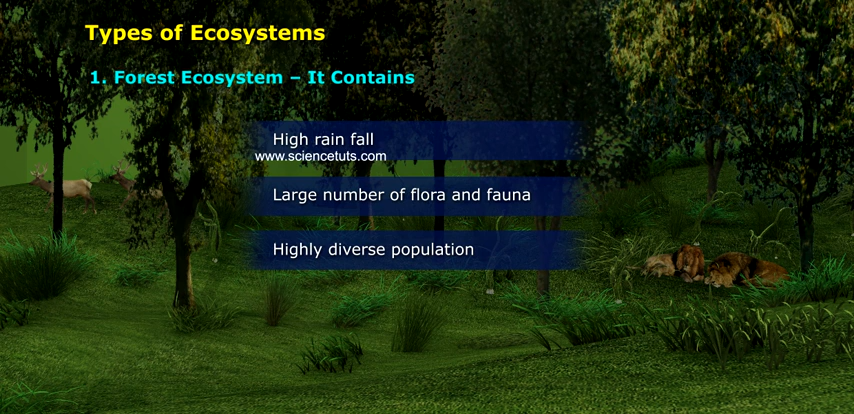 Types of Ecosystems
1. Forest Ecosystem – It Contains
High rain fall
www.sciencetuts.com
Large number of flora and fauna
Highly diverse population